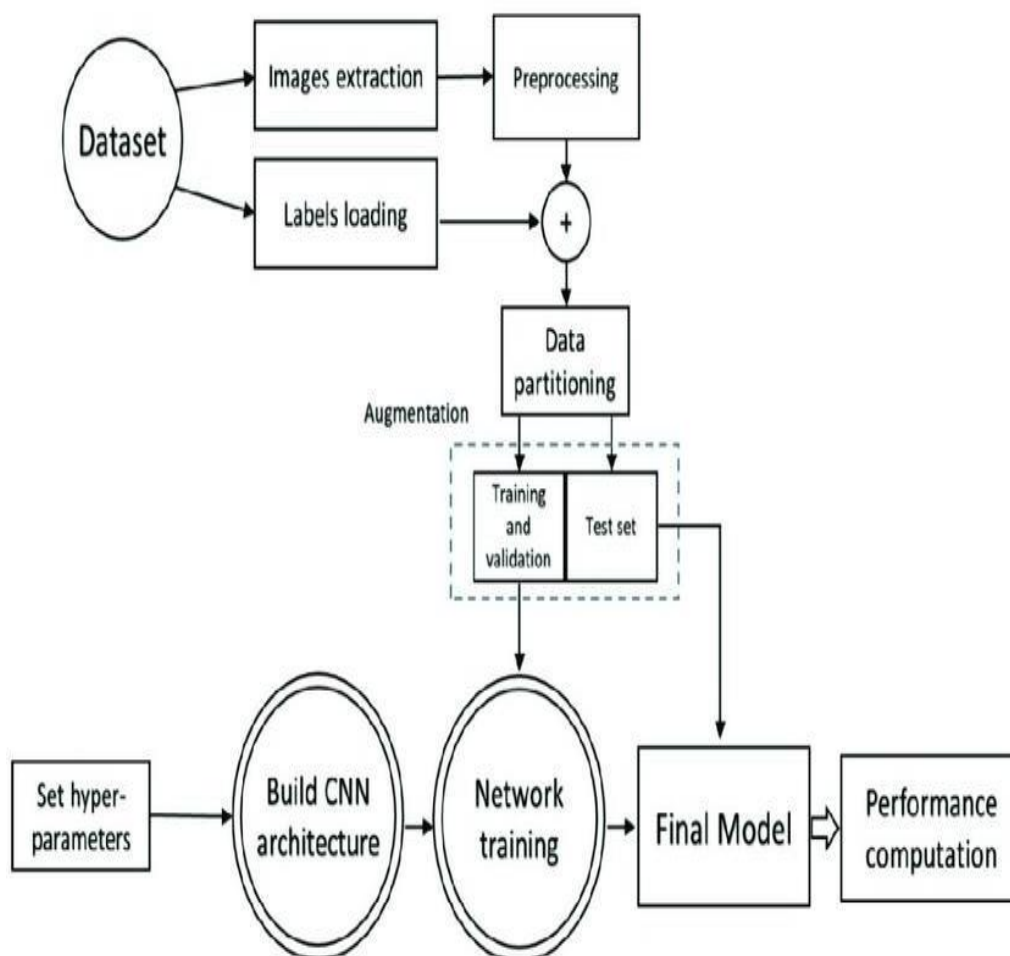 Images extraction
Preprocessing
Dataset
Labels loading
+
Data
partitioning
Augmentation
Training
and
validation
Test set
Set hyper-
parameters
Build CNN
architecture
Network
training
Final Model
Performance
computation